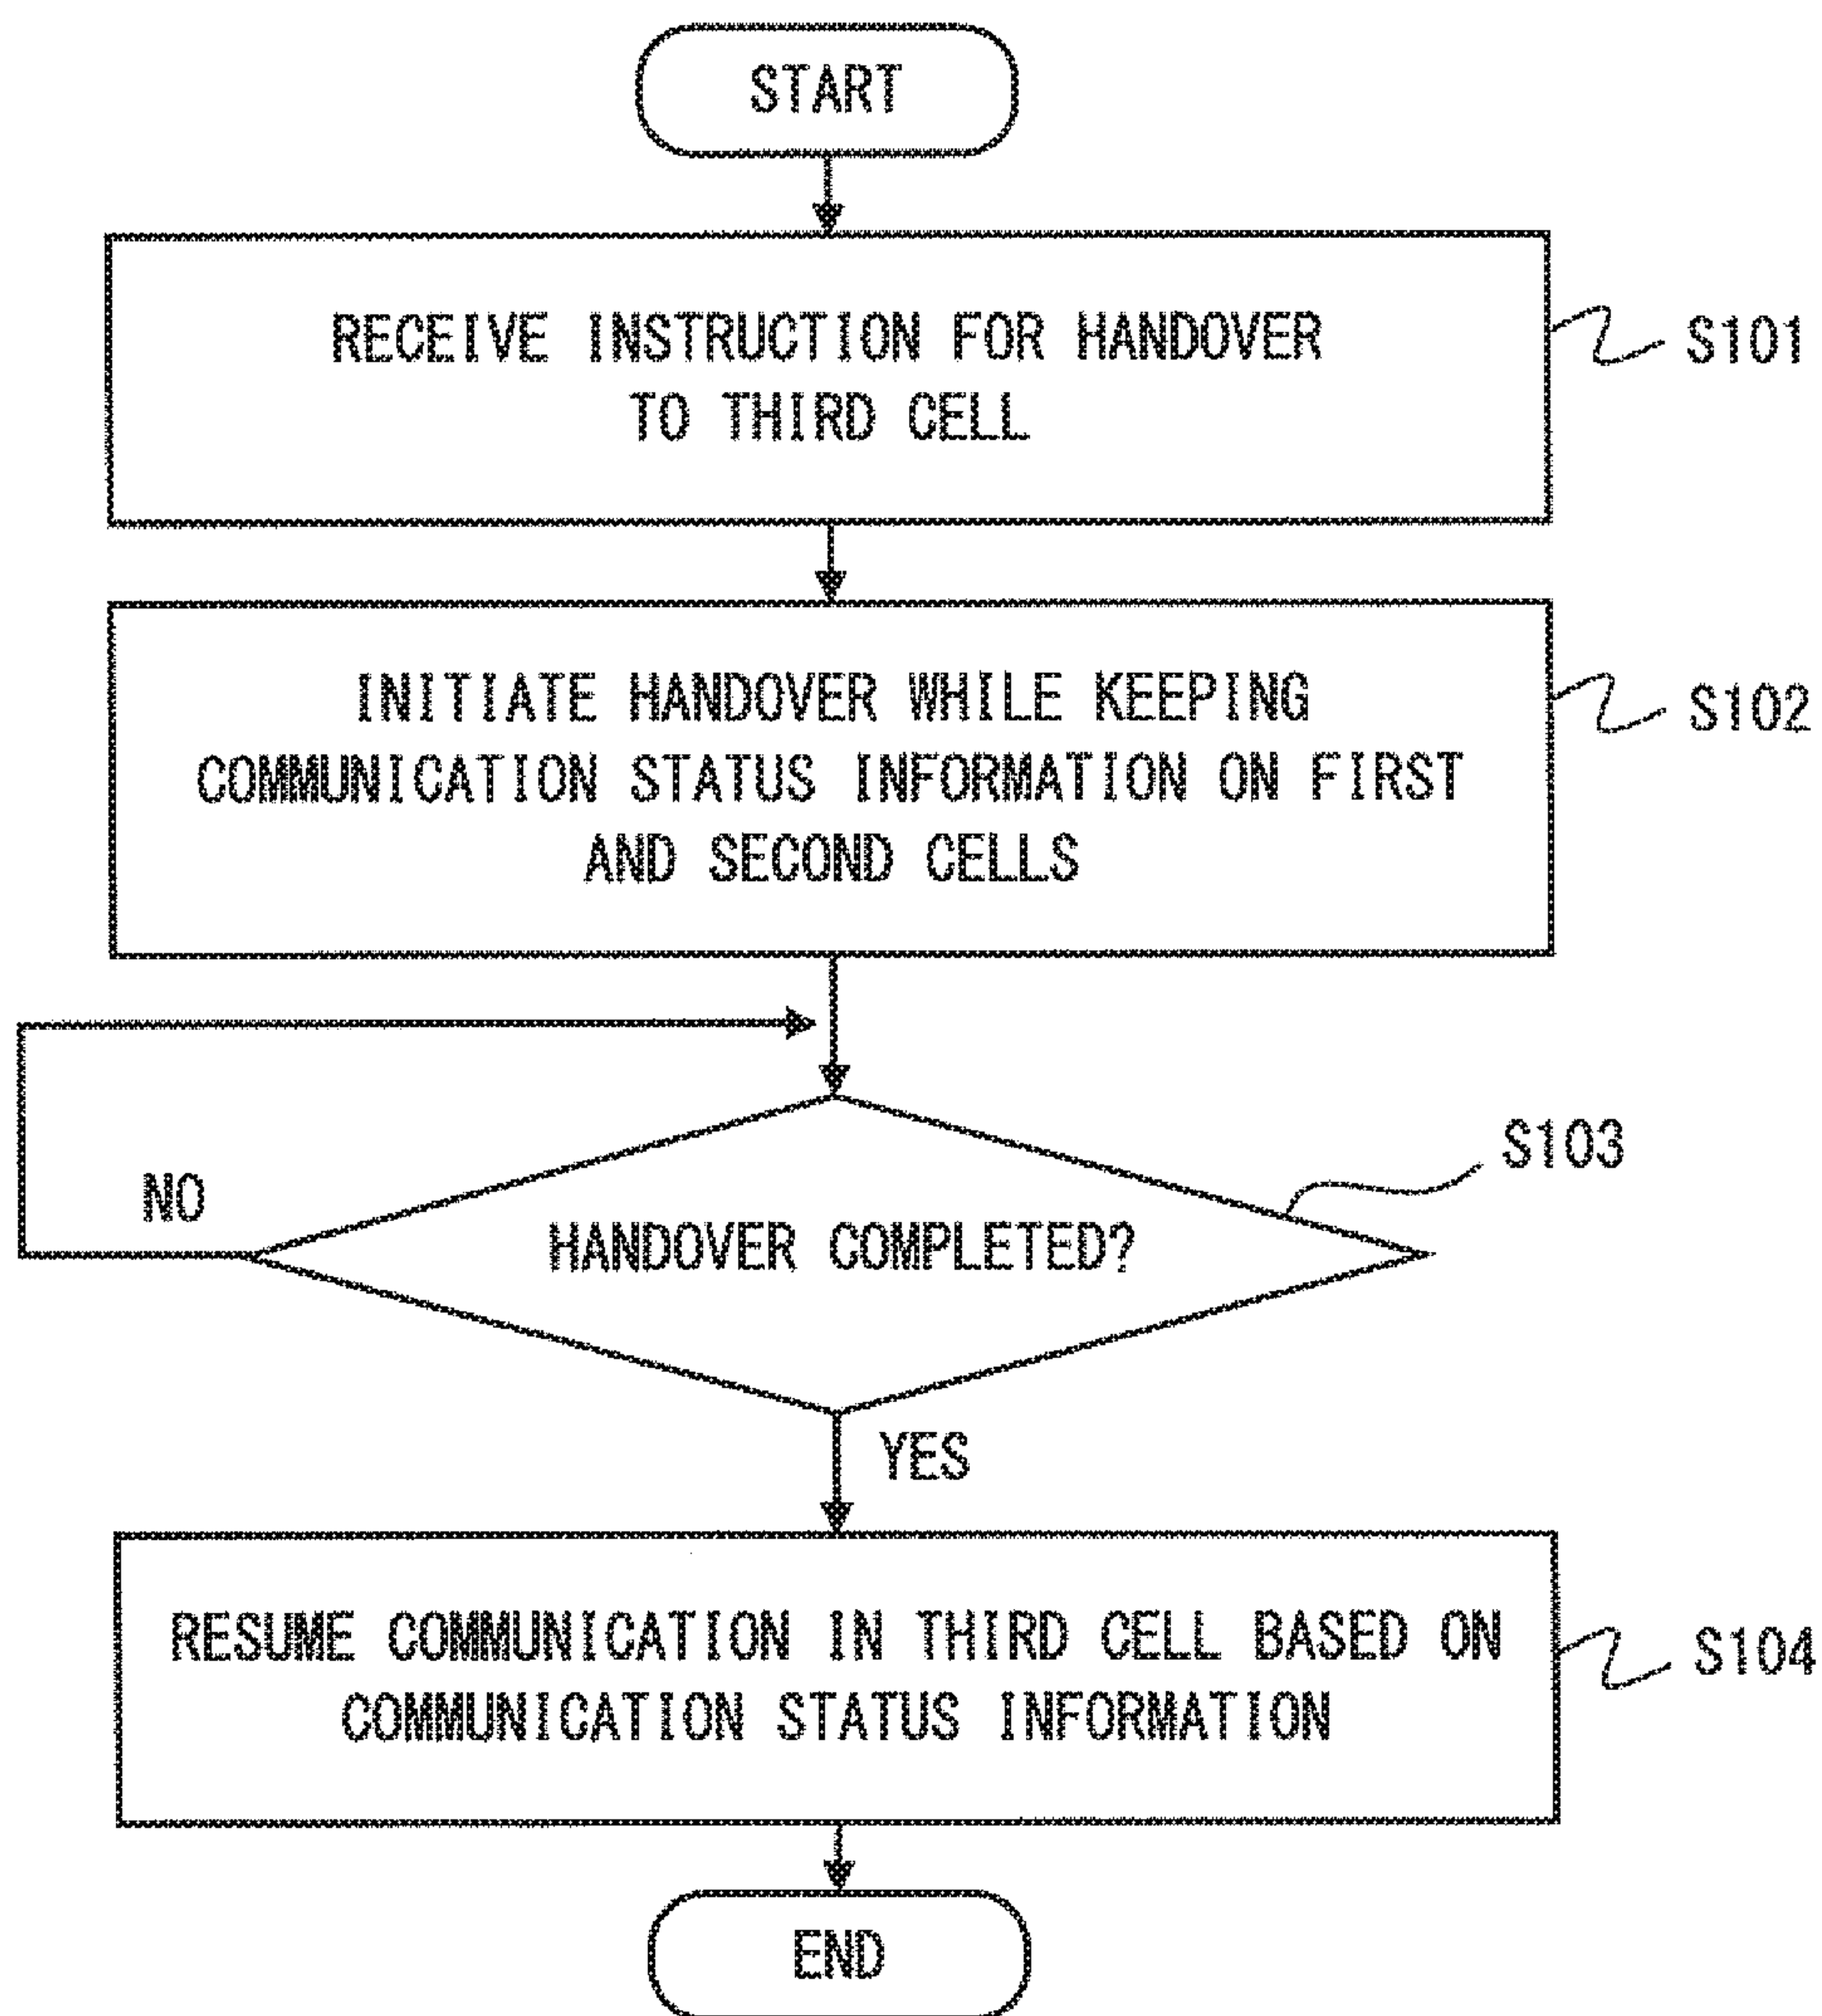 START
RECEIVE INSTRUCTION FOR HANDOVER
TO THIRD CELL
S101
INITIATE HANDOVER WHILE KEEPING
COMMUNICATION STATUS INFORMATION ON FIRST
AND SECOND CELLS
S102
NO
HANDOVER COMPLETED?
S103
YES
RESUME COMMUNICATION IN THIRD CELL BASED ON
COMMUNICATION STATUS INFORMATION
S104
END